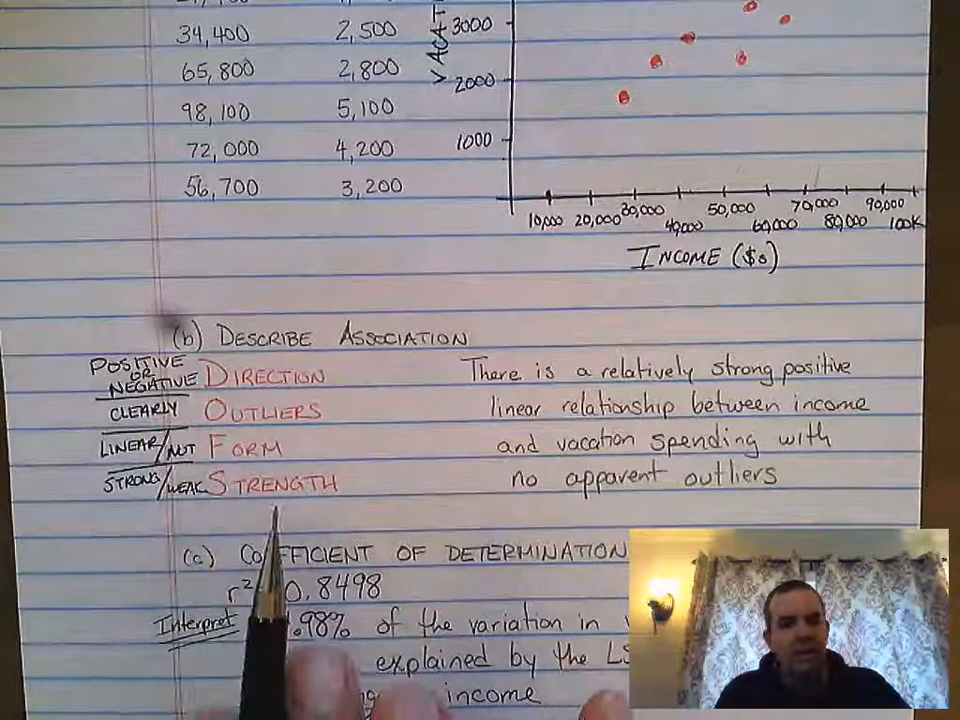 34,400 2,500
65,800 2,800
98,100 5,100
72,000 4,200
56,700 3,200
3000
2000
1000
10,000 20,000 30,000 40,000 50,000 60,000 70,000 80,000 90,000 100K
INCOME ($s)
(b) DESCRIBE ASSOCIATION
POSITIVE OR NEGATIVE DIRECTION
CLEARLY OUTLIERS
LINEAR/NOT FORM
STRONG/WEAK STRENGTH
There is a relatively strong positive
linear relationship between income
and vacation spending with
no apparent outliers
(c) COEFFICIENT OF DETERMINATION
r² 0.8498
Interpret .98% of the variation in
explained by the
income